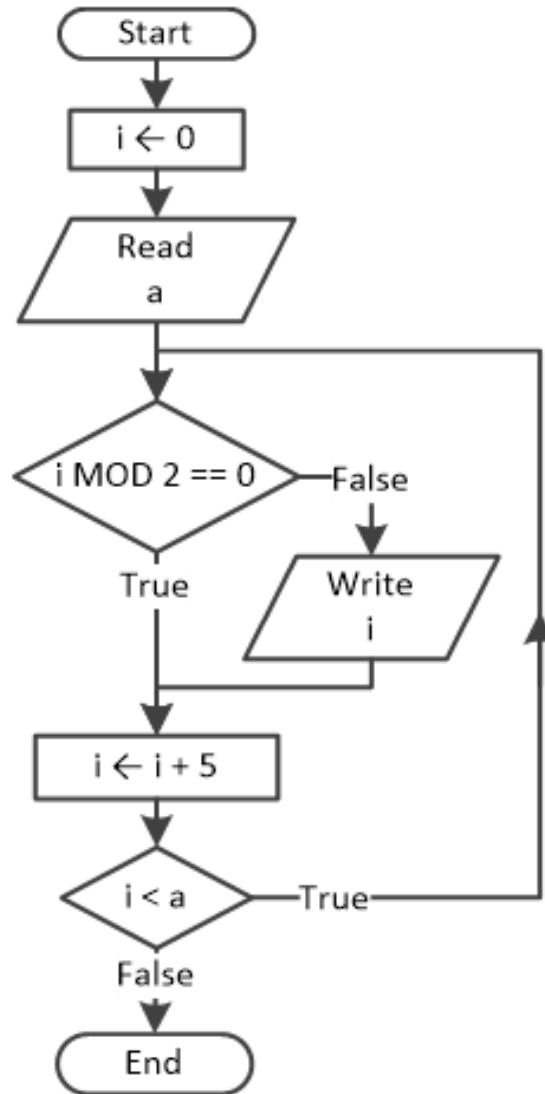 Start
i ← 0
Read
a
i MOD 2 == 0
False
True
Write
i
i ← i + 5
i < a
True
False
End